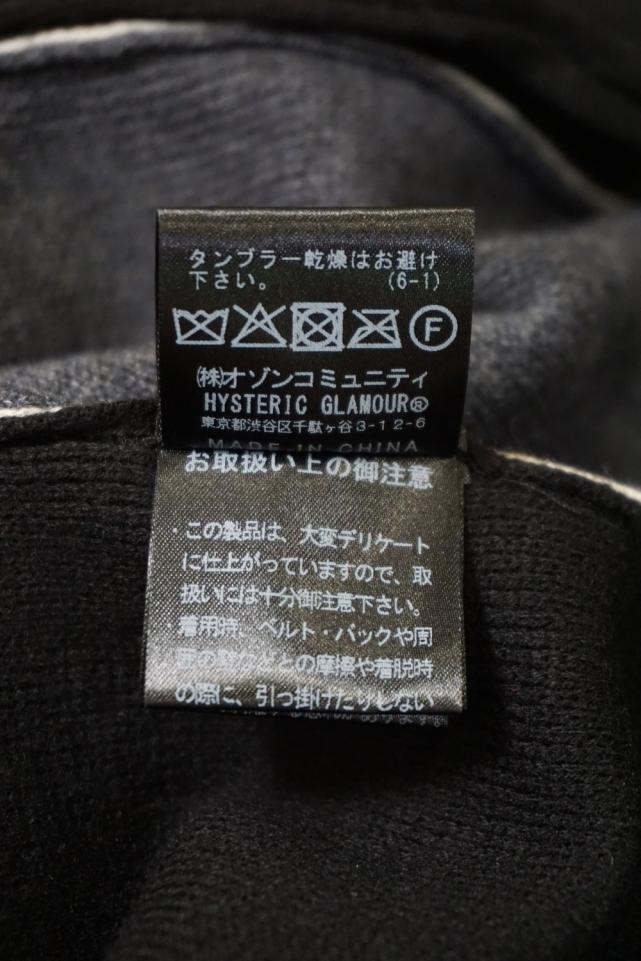 タンブラー乾燥はお避け
下さい。 (6-1)
F
㈱オゾンコミュニティ
HYSTERIC GLAMOUR®
東京都渋谷区千駄ヶ谷3-12-6
MADE IN CHINA
お取扱い上の御注意
・この製品は、大変デリケート
に仕上がっていますので、取
扱いには十分御注意下さい。
着用時、ベルト・バックや周
囲の物などとの摩擦や着脱時
の際に、引っ掛けたりしない